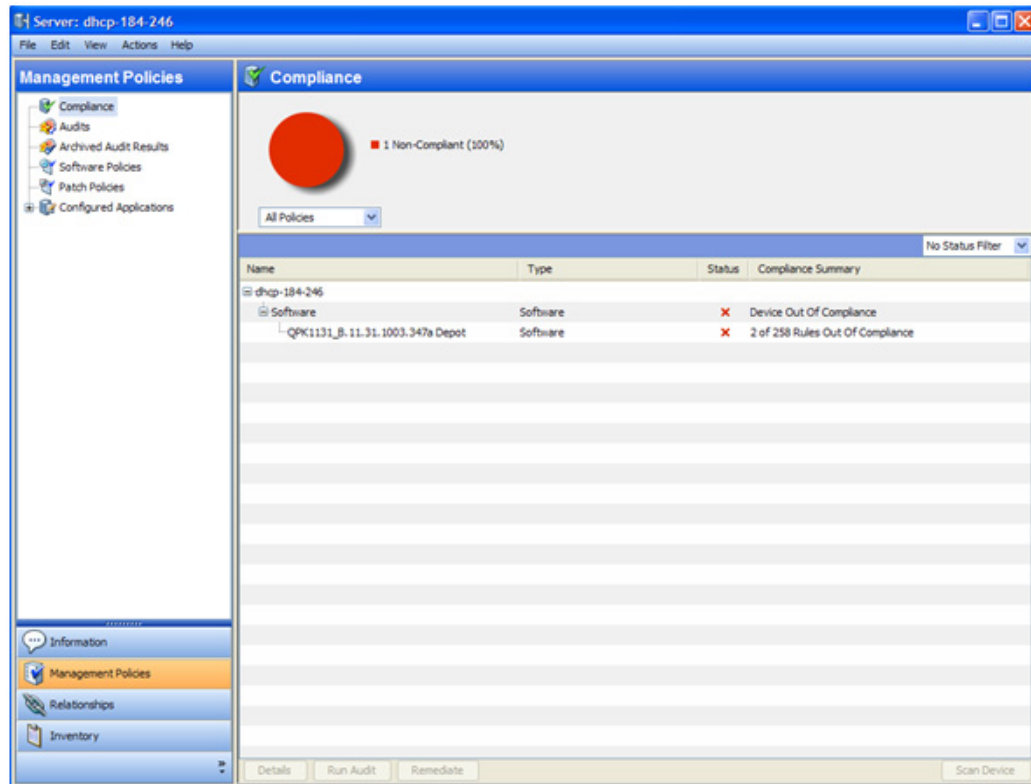 Server: dhcp-184-246
File Edit View Actions Help
Management Policies
Compliance
Audits
Archived Audit Results
Software Policies
Patch Policies
Configured Applications
Information
Management Policies
Relationships
Inventory
Compliance
1 Non-Compliant (100%)
All Policies
No Status Filter
Name Type Status Compliance Summary
dhcp-184-246
Software Software Device Out Of Compliance
QPK1131_B.11.31.1003.347a Depot Software 2 of 258 Rules Out Of Compliance
Details Run Audit Remediate Scan Device